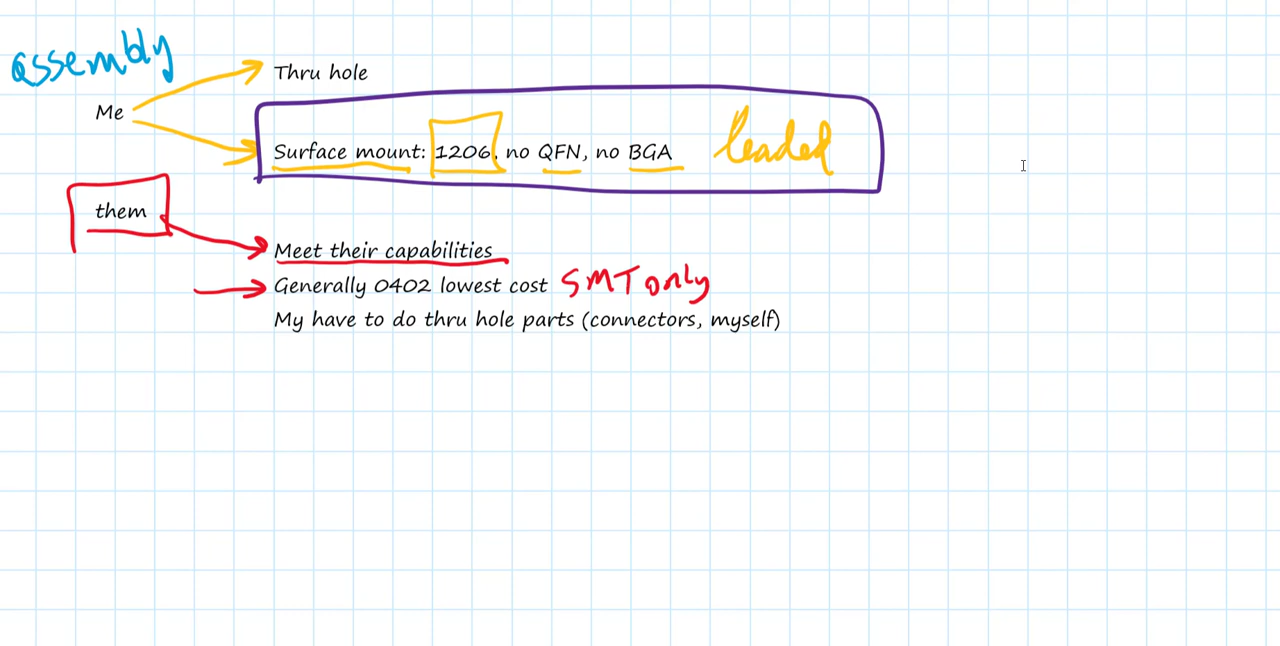 assembly
Thru hole
Me
Surface mount: 1206, no QFN, no BGA leaded
them
Meet their capabilities
Generally 0402 lowest cost SMT only
My have to do thru hole parts (connectors, myself)